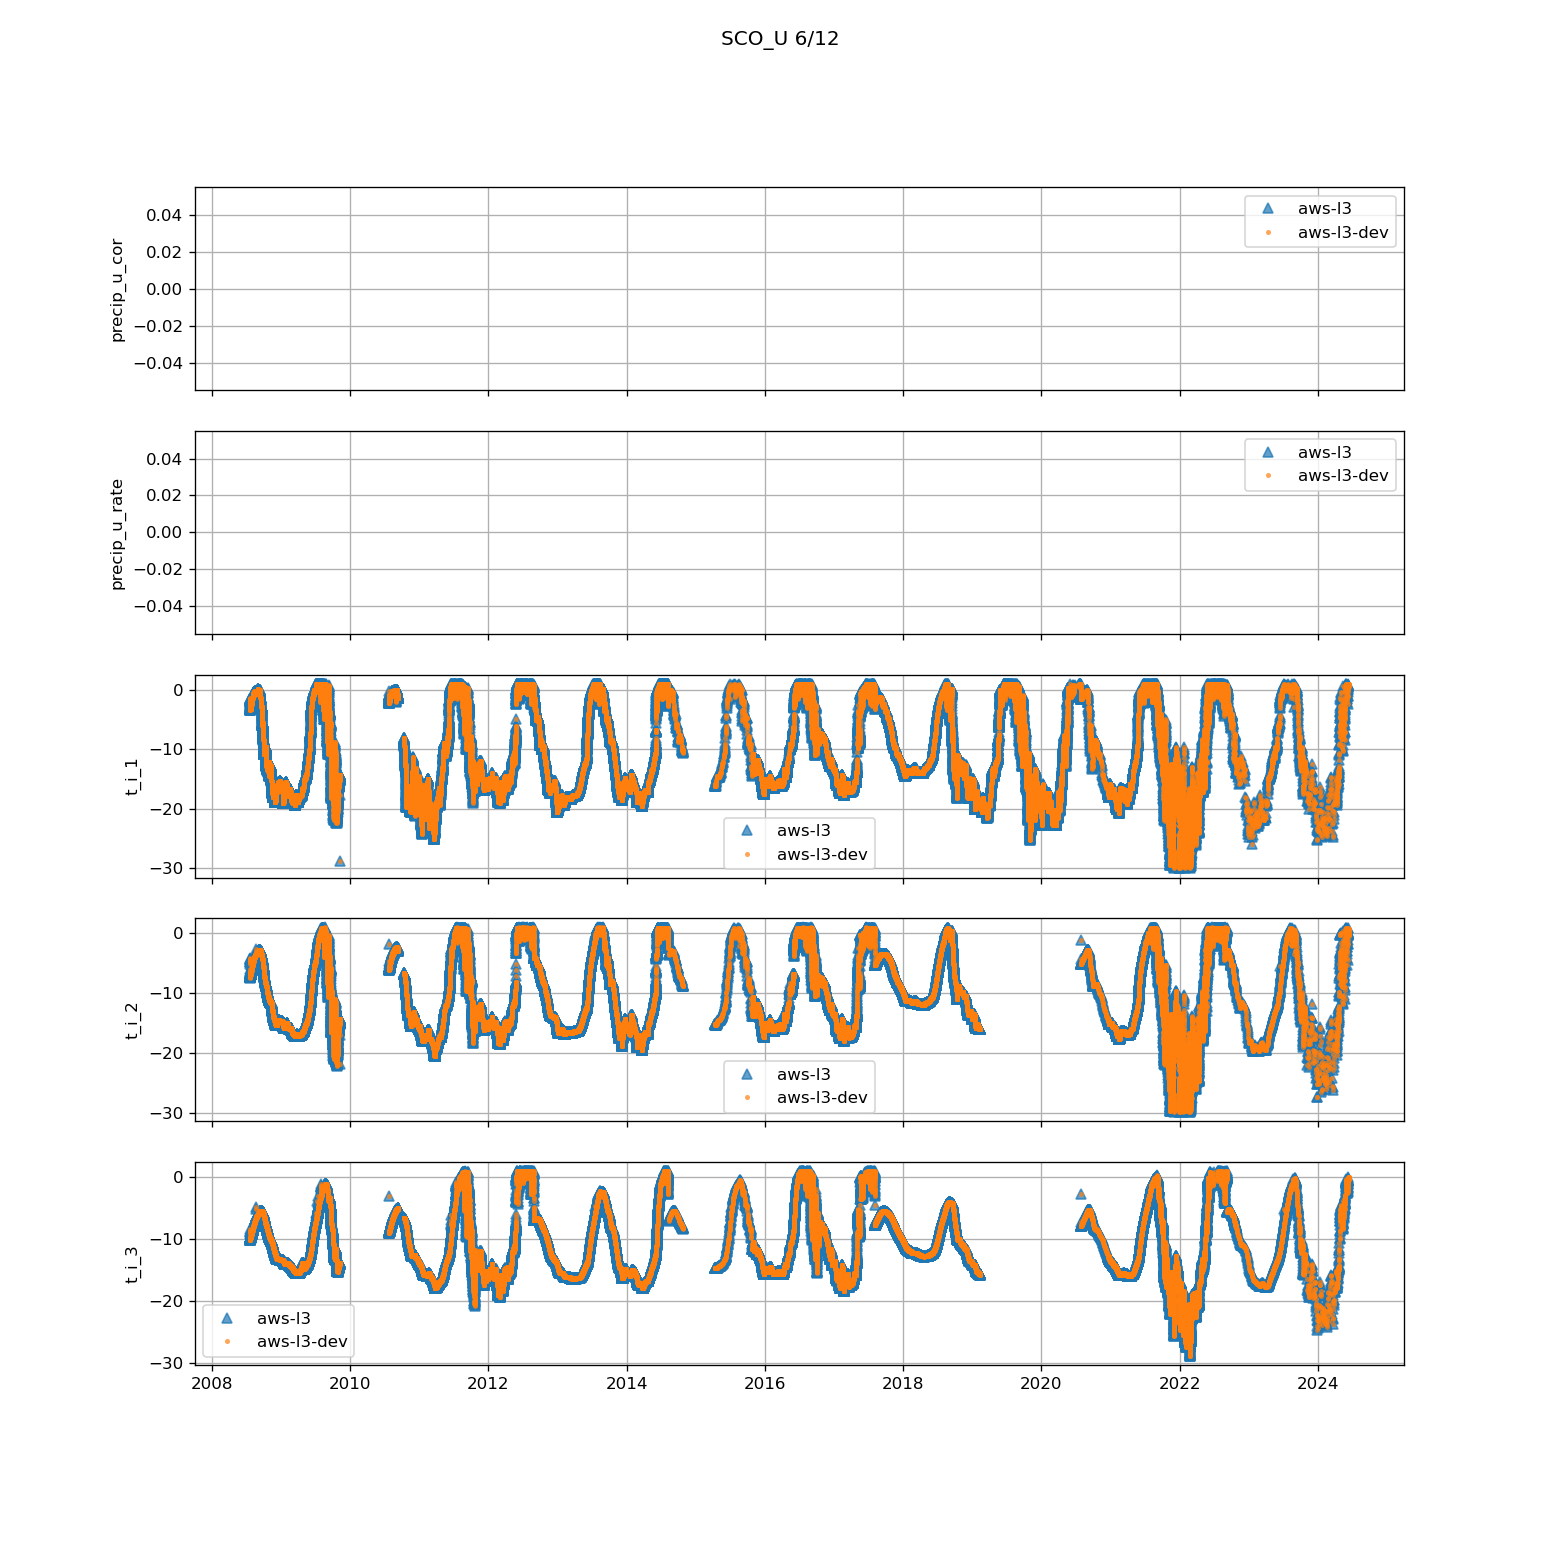 SCO_U 6/12
precip_u_cor
0.04
0.02
0.00
−0.02
−0.04
aws-l3
aws-l3-dev
precip_u_rate
0.04
0.02
0.00
−0.02
−0.04
aws-l3
aws-l3-dev
t_i_1
0
−10
−20
−30
aws-l3
aws-l3-dev
t_i_2
0
−10
−20
−30
aws-l3
aws-l3-dev
t_i_3
0
−10
−20
−30
aws-l3
aws-l3-dev
2008 2010 2012 2014 2016 2018 2020 2022 2024